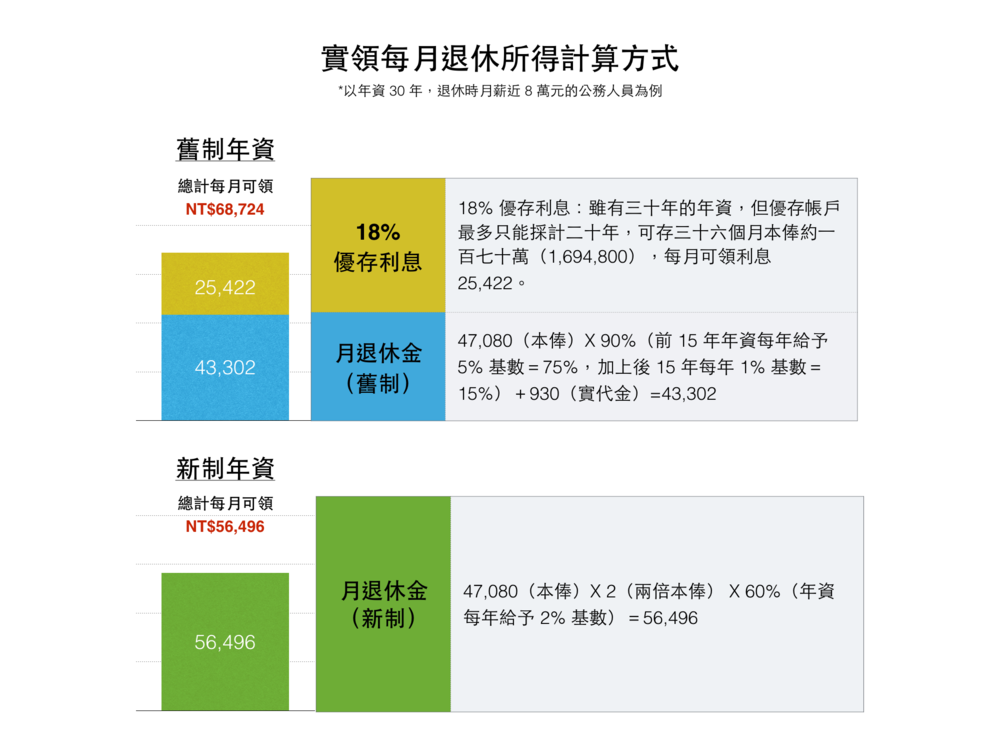 實領每月退休所得計算方式
*以年資 30 年，退休時月薪近 8 萬元的公務人員為例
舊制年資
總計每月可領
NT$68,724
25,422
43,302
18%
優存利息
18% 優存利息：雖有三十年的年資，但優存帳戶
最多只能採計二十年，可存三十六個月本俸約一
百七十萬（1,694,800），每月可領利息
25,422。
月退休金
（舊制）
47,080（本俸）X 90%（前 15 年年資每年給予
5% 基數＝75%，加上後 15 年每年 1% 基數＝
15%）＋930（實代金）=43,302
新制年資
總計每月可領
NT$56,496
56,496
月退休金
（新制）
47,080（本俸）X 2（兩倍本俸） X 60%（年資
每年給予 2% 基數）＝56,496